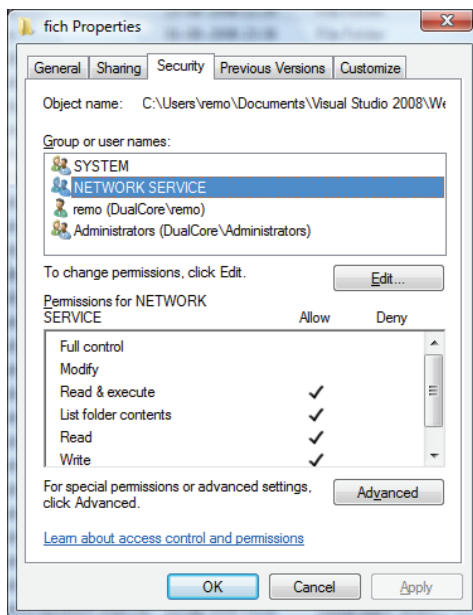 fich Properties
General Sharing Security Previous Versions Customize
Object name: C:\Users\remo\Documents\Visual Studio 2008\We
Group or user names:
SYSTEM
NETWORK SERVICE
remo (DualCore\remo)
Administrators (DualCore\Administrators)
To change permissions, click Edit.
Edit...
Permissions for NETWORK
SERVICE Allow Deny
Full control
Modify
Read & execute
List folder contents
Read
Write
For special permissions or advanced settings,
click Advanced.
Advanced
Learn about access control and permissions
OK Cancel Apply